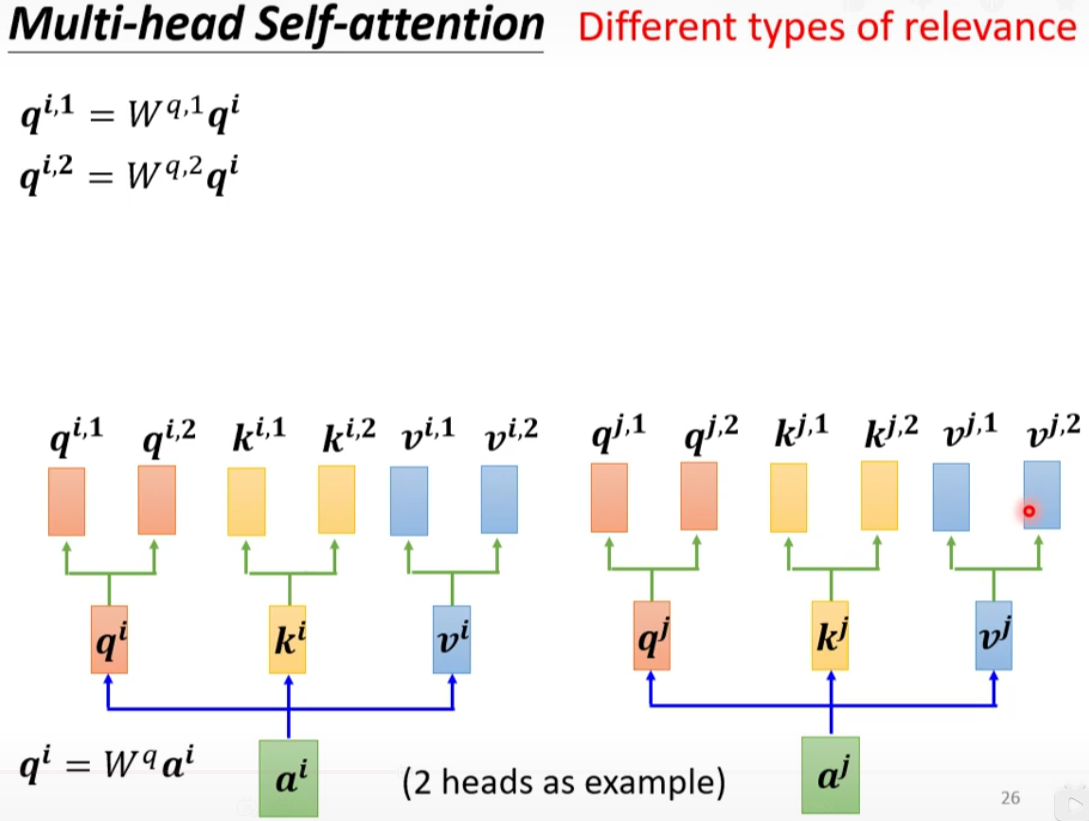 Multi-head Self-attention Different types of relevance
q^{i,1} = W^{q,1}q^{i}
q^{i,2} = W^{q,2}q^{i}
q^{i,1} q^{i,2} k^{i,1} k^{i,2} v^{i,1} v^{i,2} q^{j,1} q^{j,2} k^{j,1} k^{j,2} v^{j,1} v^{j,2}
q^{i} k^{i} v^{i} q^{j} k^{j} v^{j}
q^{i} = W^{q}a^{i} a^{i} (2 heads as example) a^{j}
26